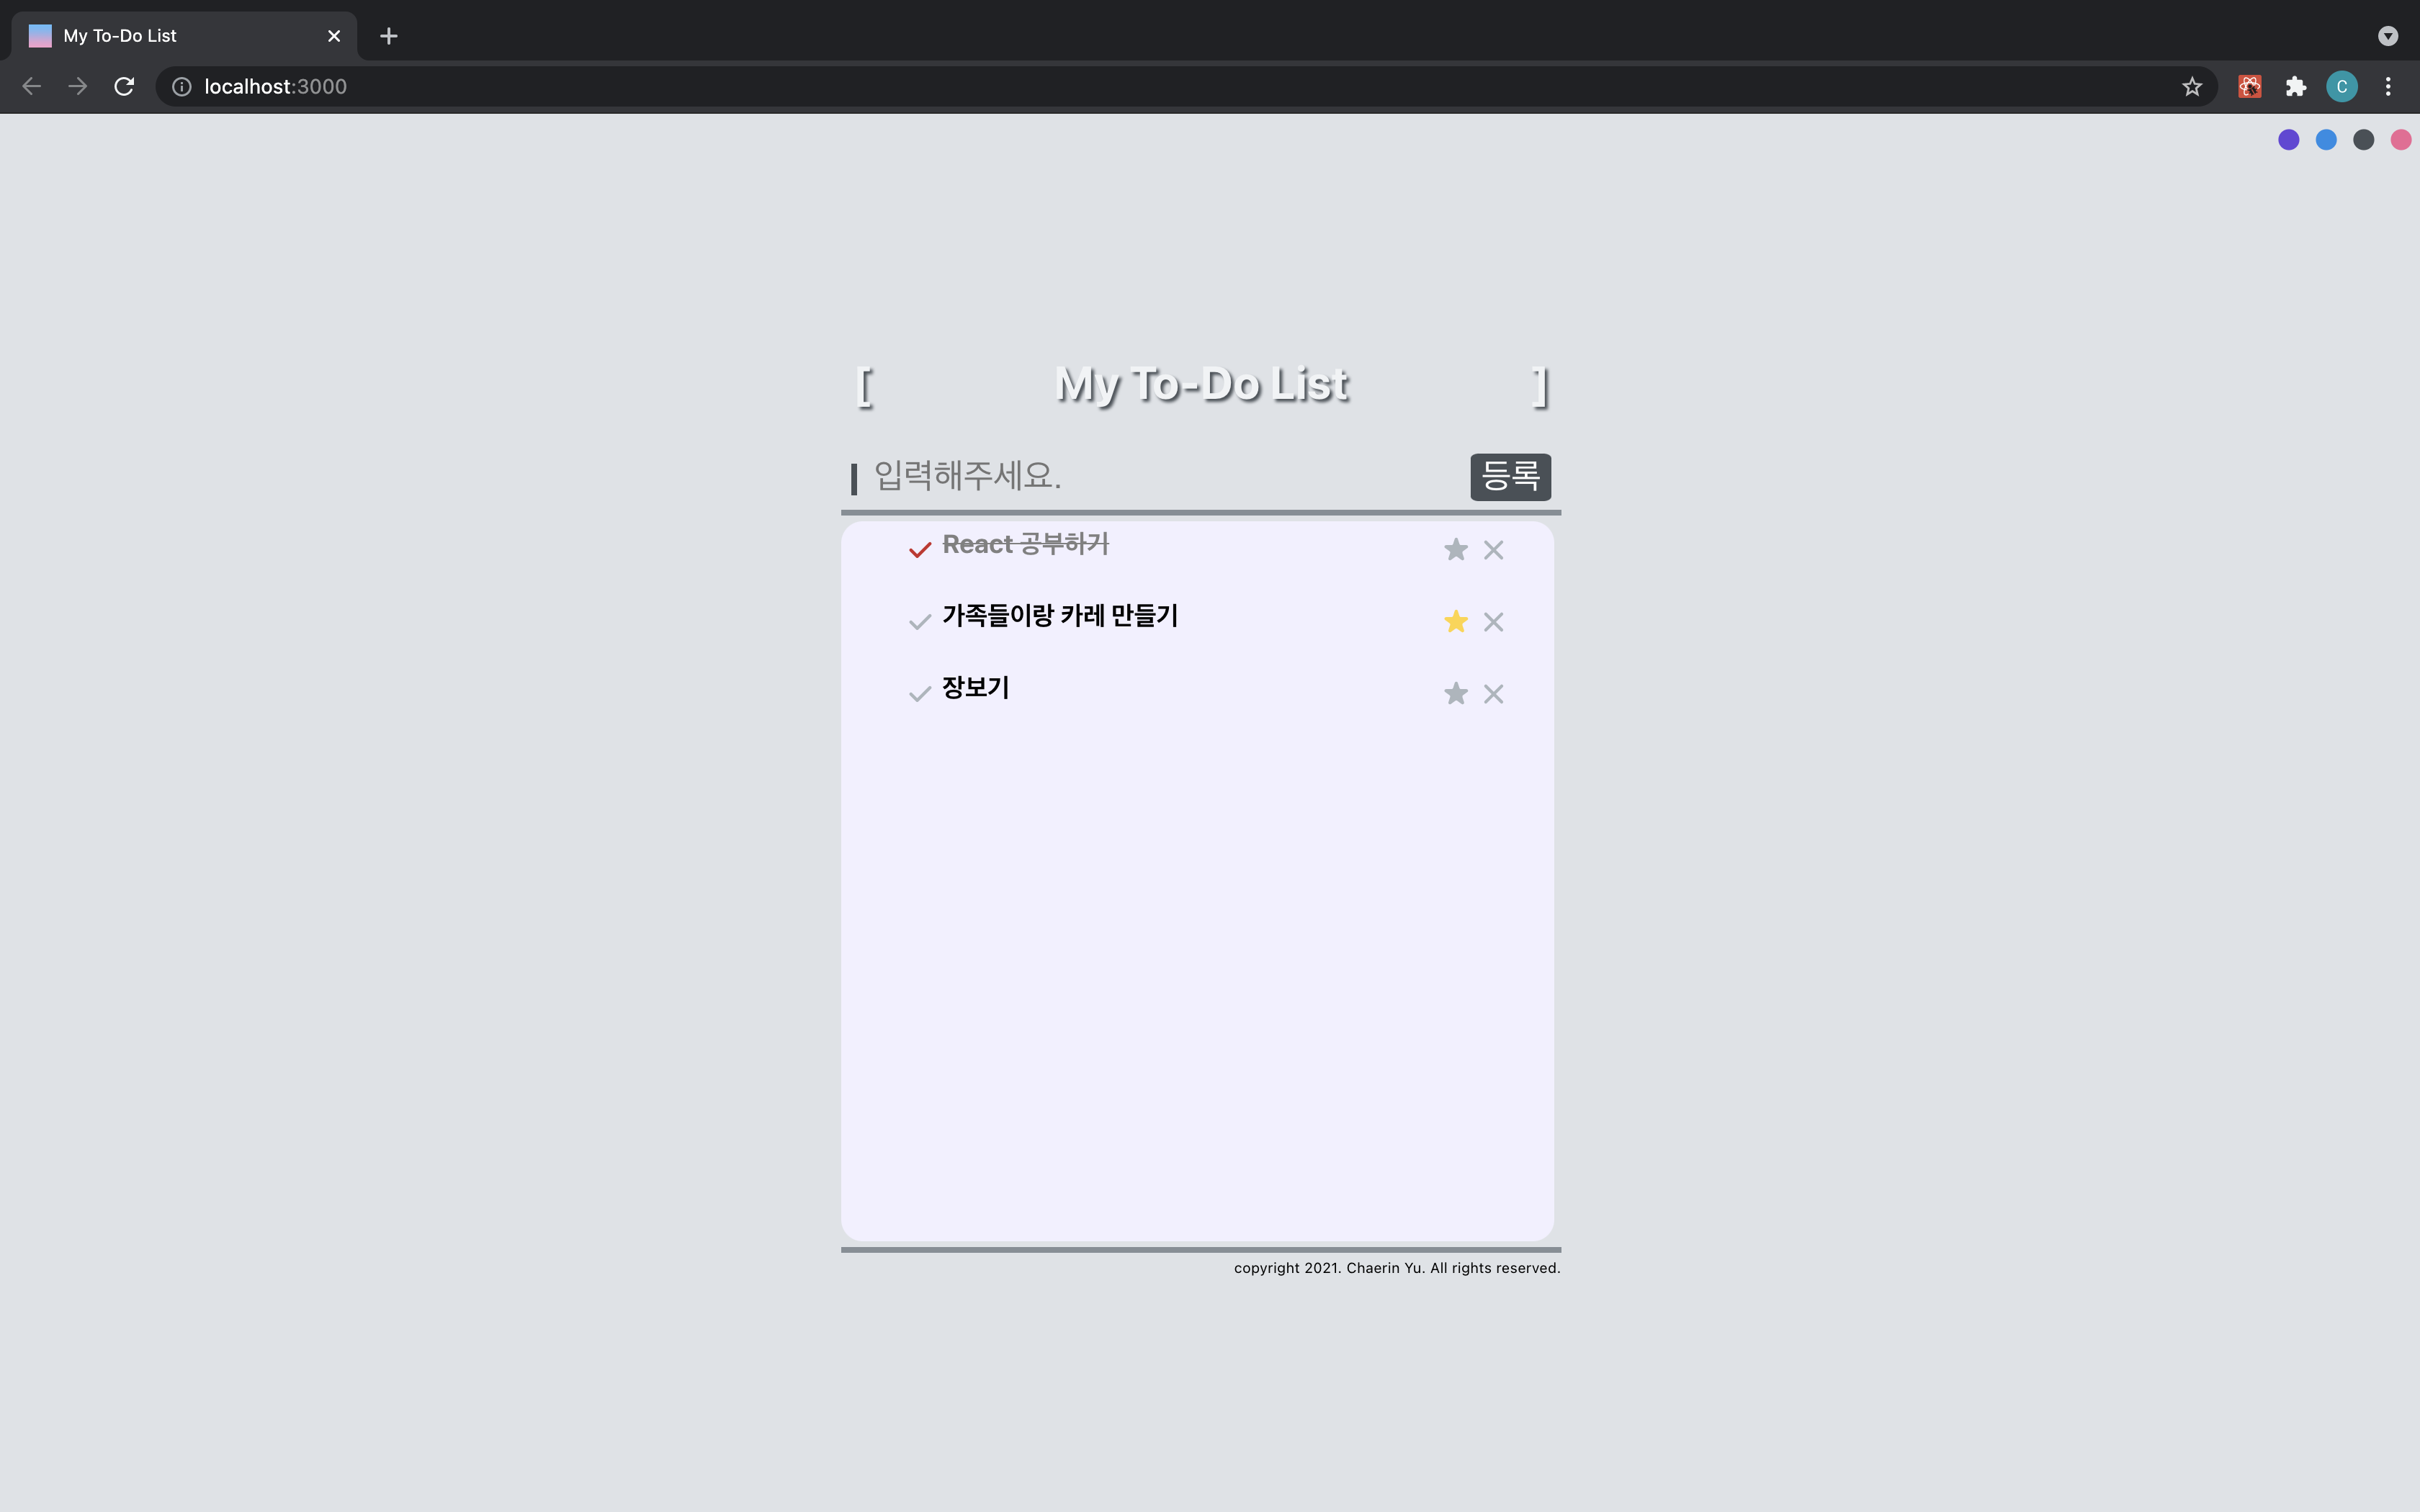 My To-Do List
localhost:3000
C
[ My To-Do List ]
입력해주세요.
등록
React 공부하기
가족들이랑 카레 만들기
장보기
copyright 2021. Chaerin Yu. All rights reserved.